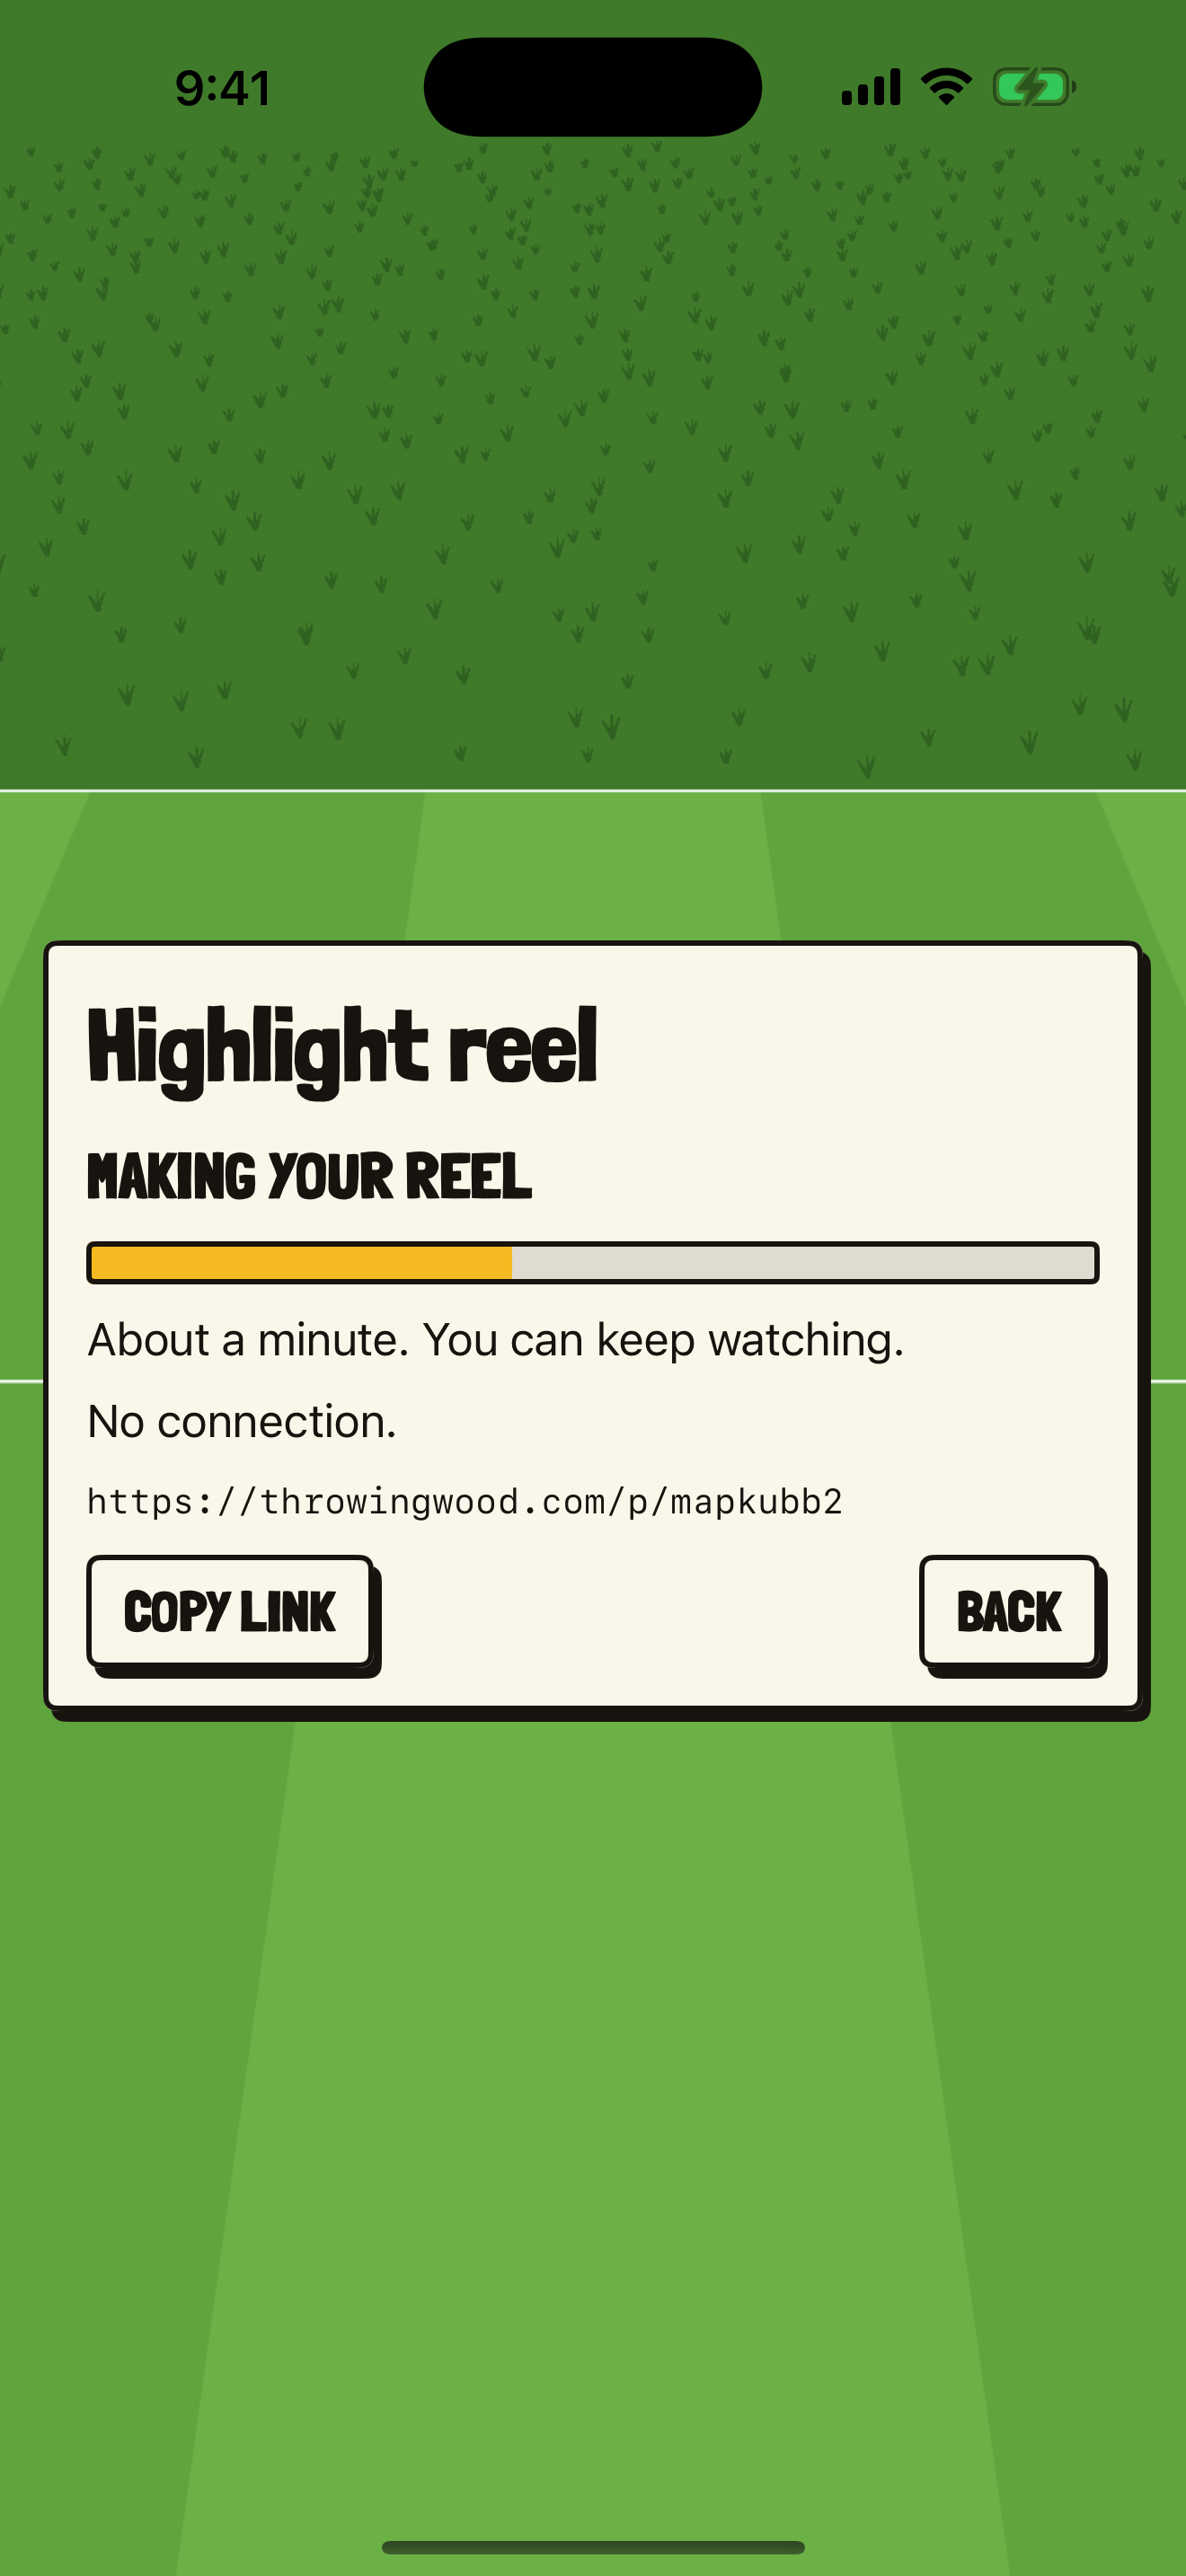 9:41
Highlight reel
MAKING YOUR REEL
About a minute. You can keep watching.
No connection.
https://throwingwood.com/p/mapkubb2
COPY LINK
BACK